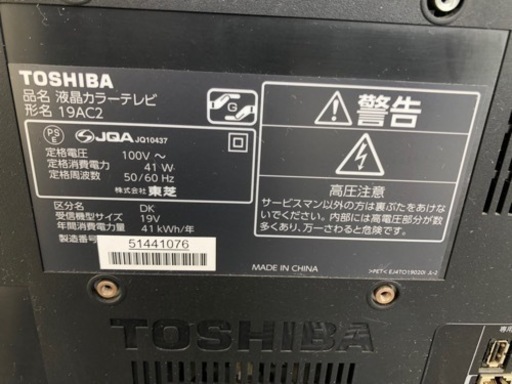 TOSHIBA
品名 液晶カラーテレビ
形名 19AC2
G
PS
E
JQA JQ10437
定格電圧 100V ～
定格消費電力 41 W
定格周波数 50/60 Hz
株式会社 東芝
区分名 DK
受信機型サイズ 19V
年間消費電力量 41 kWh/年
製造番号 51441076
警告
高圧注意
サービスマン以外の方は裏ぶたをあけな
いでください。内部には高電圧部分が数
多くあり、万一さわると危険です。
MADE IN CHINA
>PET< EJ4TO19020I
TOSHIBA
専用